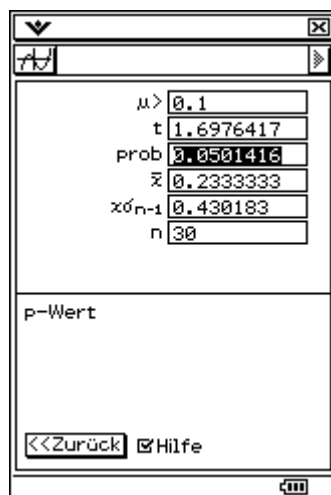 μ> 0.1
t 1.6976417
prob 0.0501416
x̄ 0.2333333
xσn-1 0.430183
n 30
p-Wert
<<Zurück Hilfe